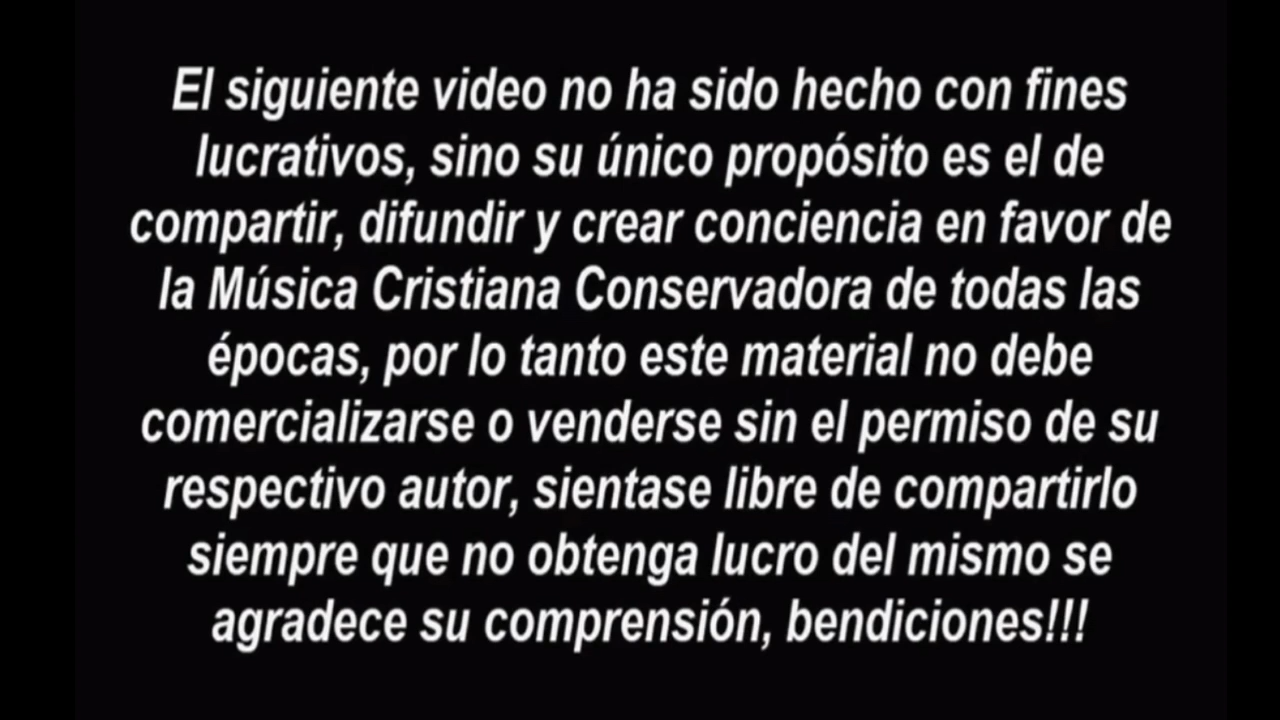 El siguiente video no ha sido hecho con fines
lucrativos, sino su único propósito es el de
compartir, difundir y crear conciencia en favor de
la Música Cristiana Conservadora de todas las
épocas, por lo tanto este material no debe
comercializarse o venderse sin el permiso de su
respectivo autor, sientase libre de compartirlo
siempre que no obtenga lucro del mismo se
agradece su comprensión, bendiciones!!!